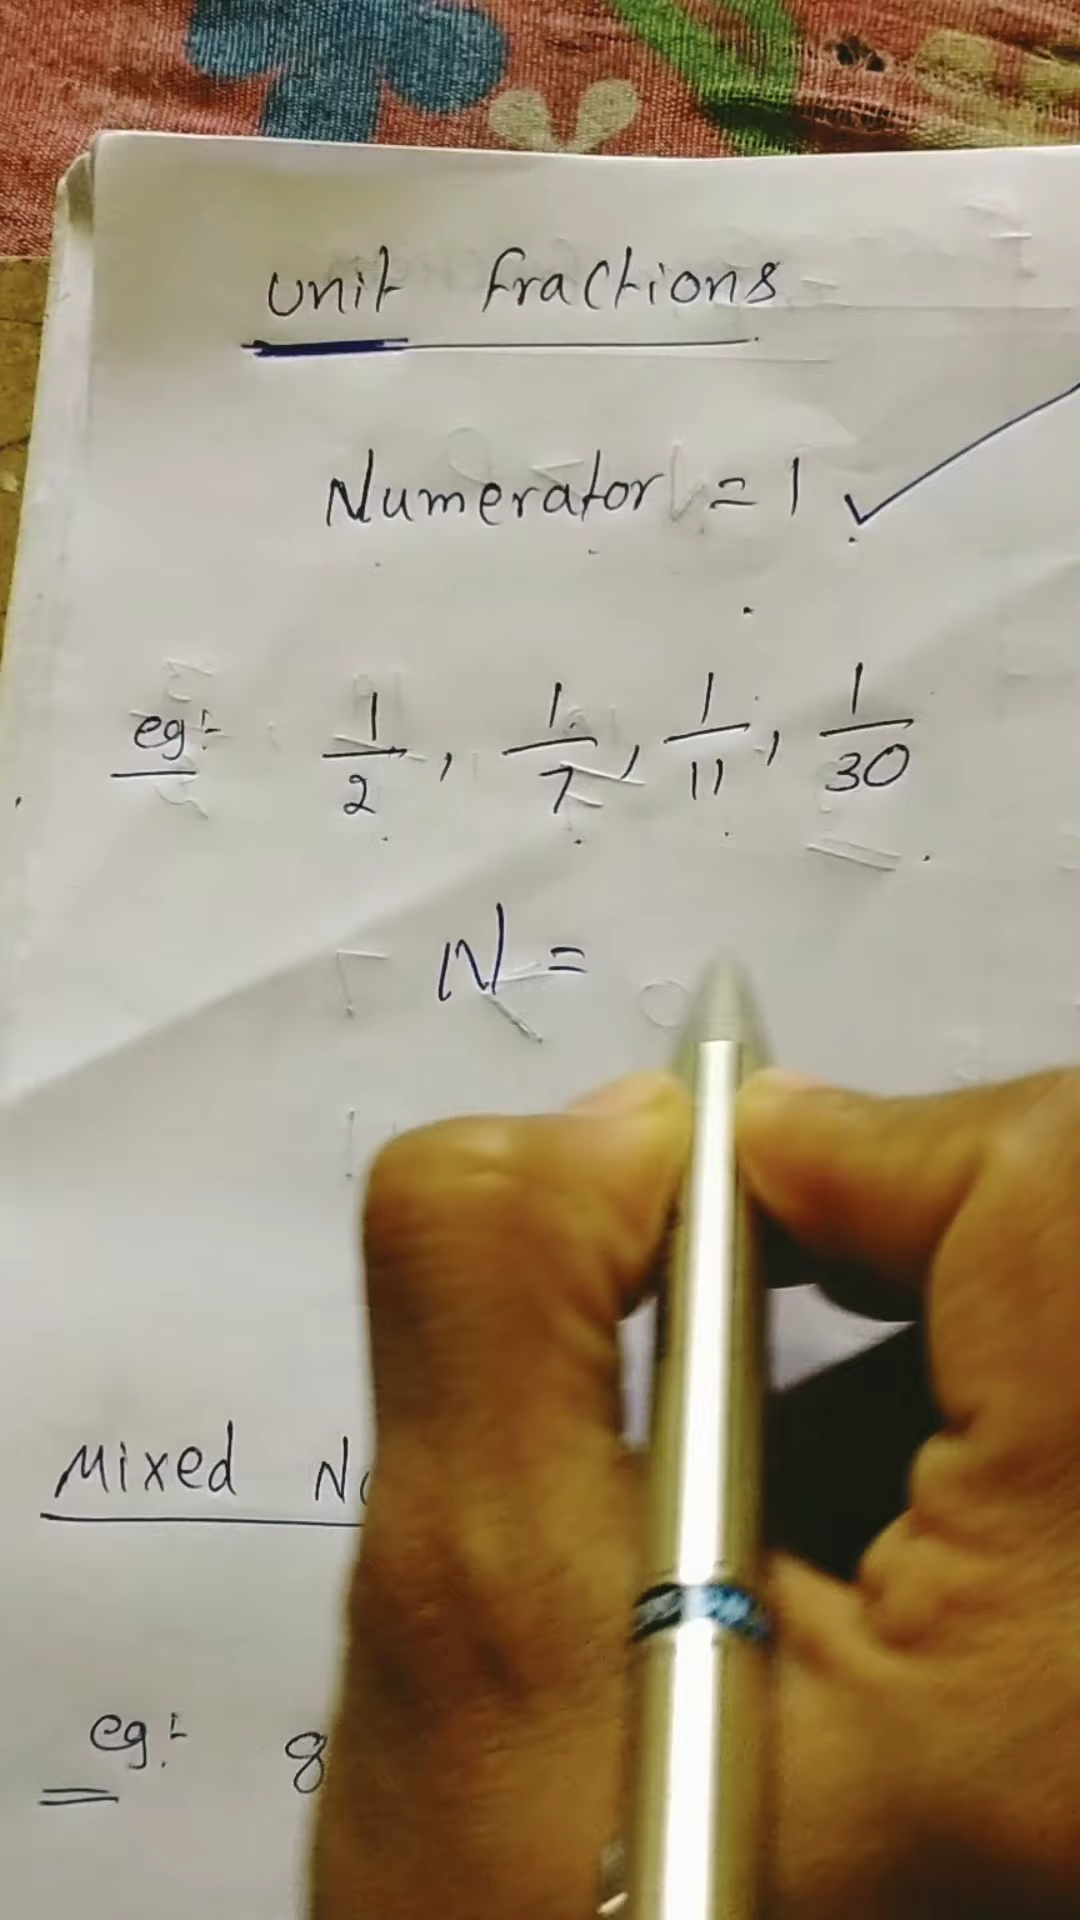 Unit fractions
Numerator = 1
eg:- 1/2, 1/7, 1/11, 1/30
N =
Mixed
eg:- 8